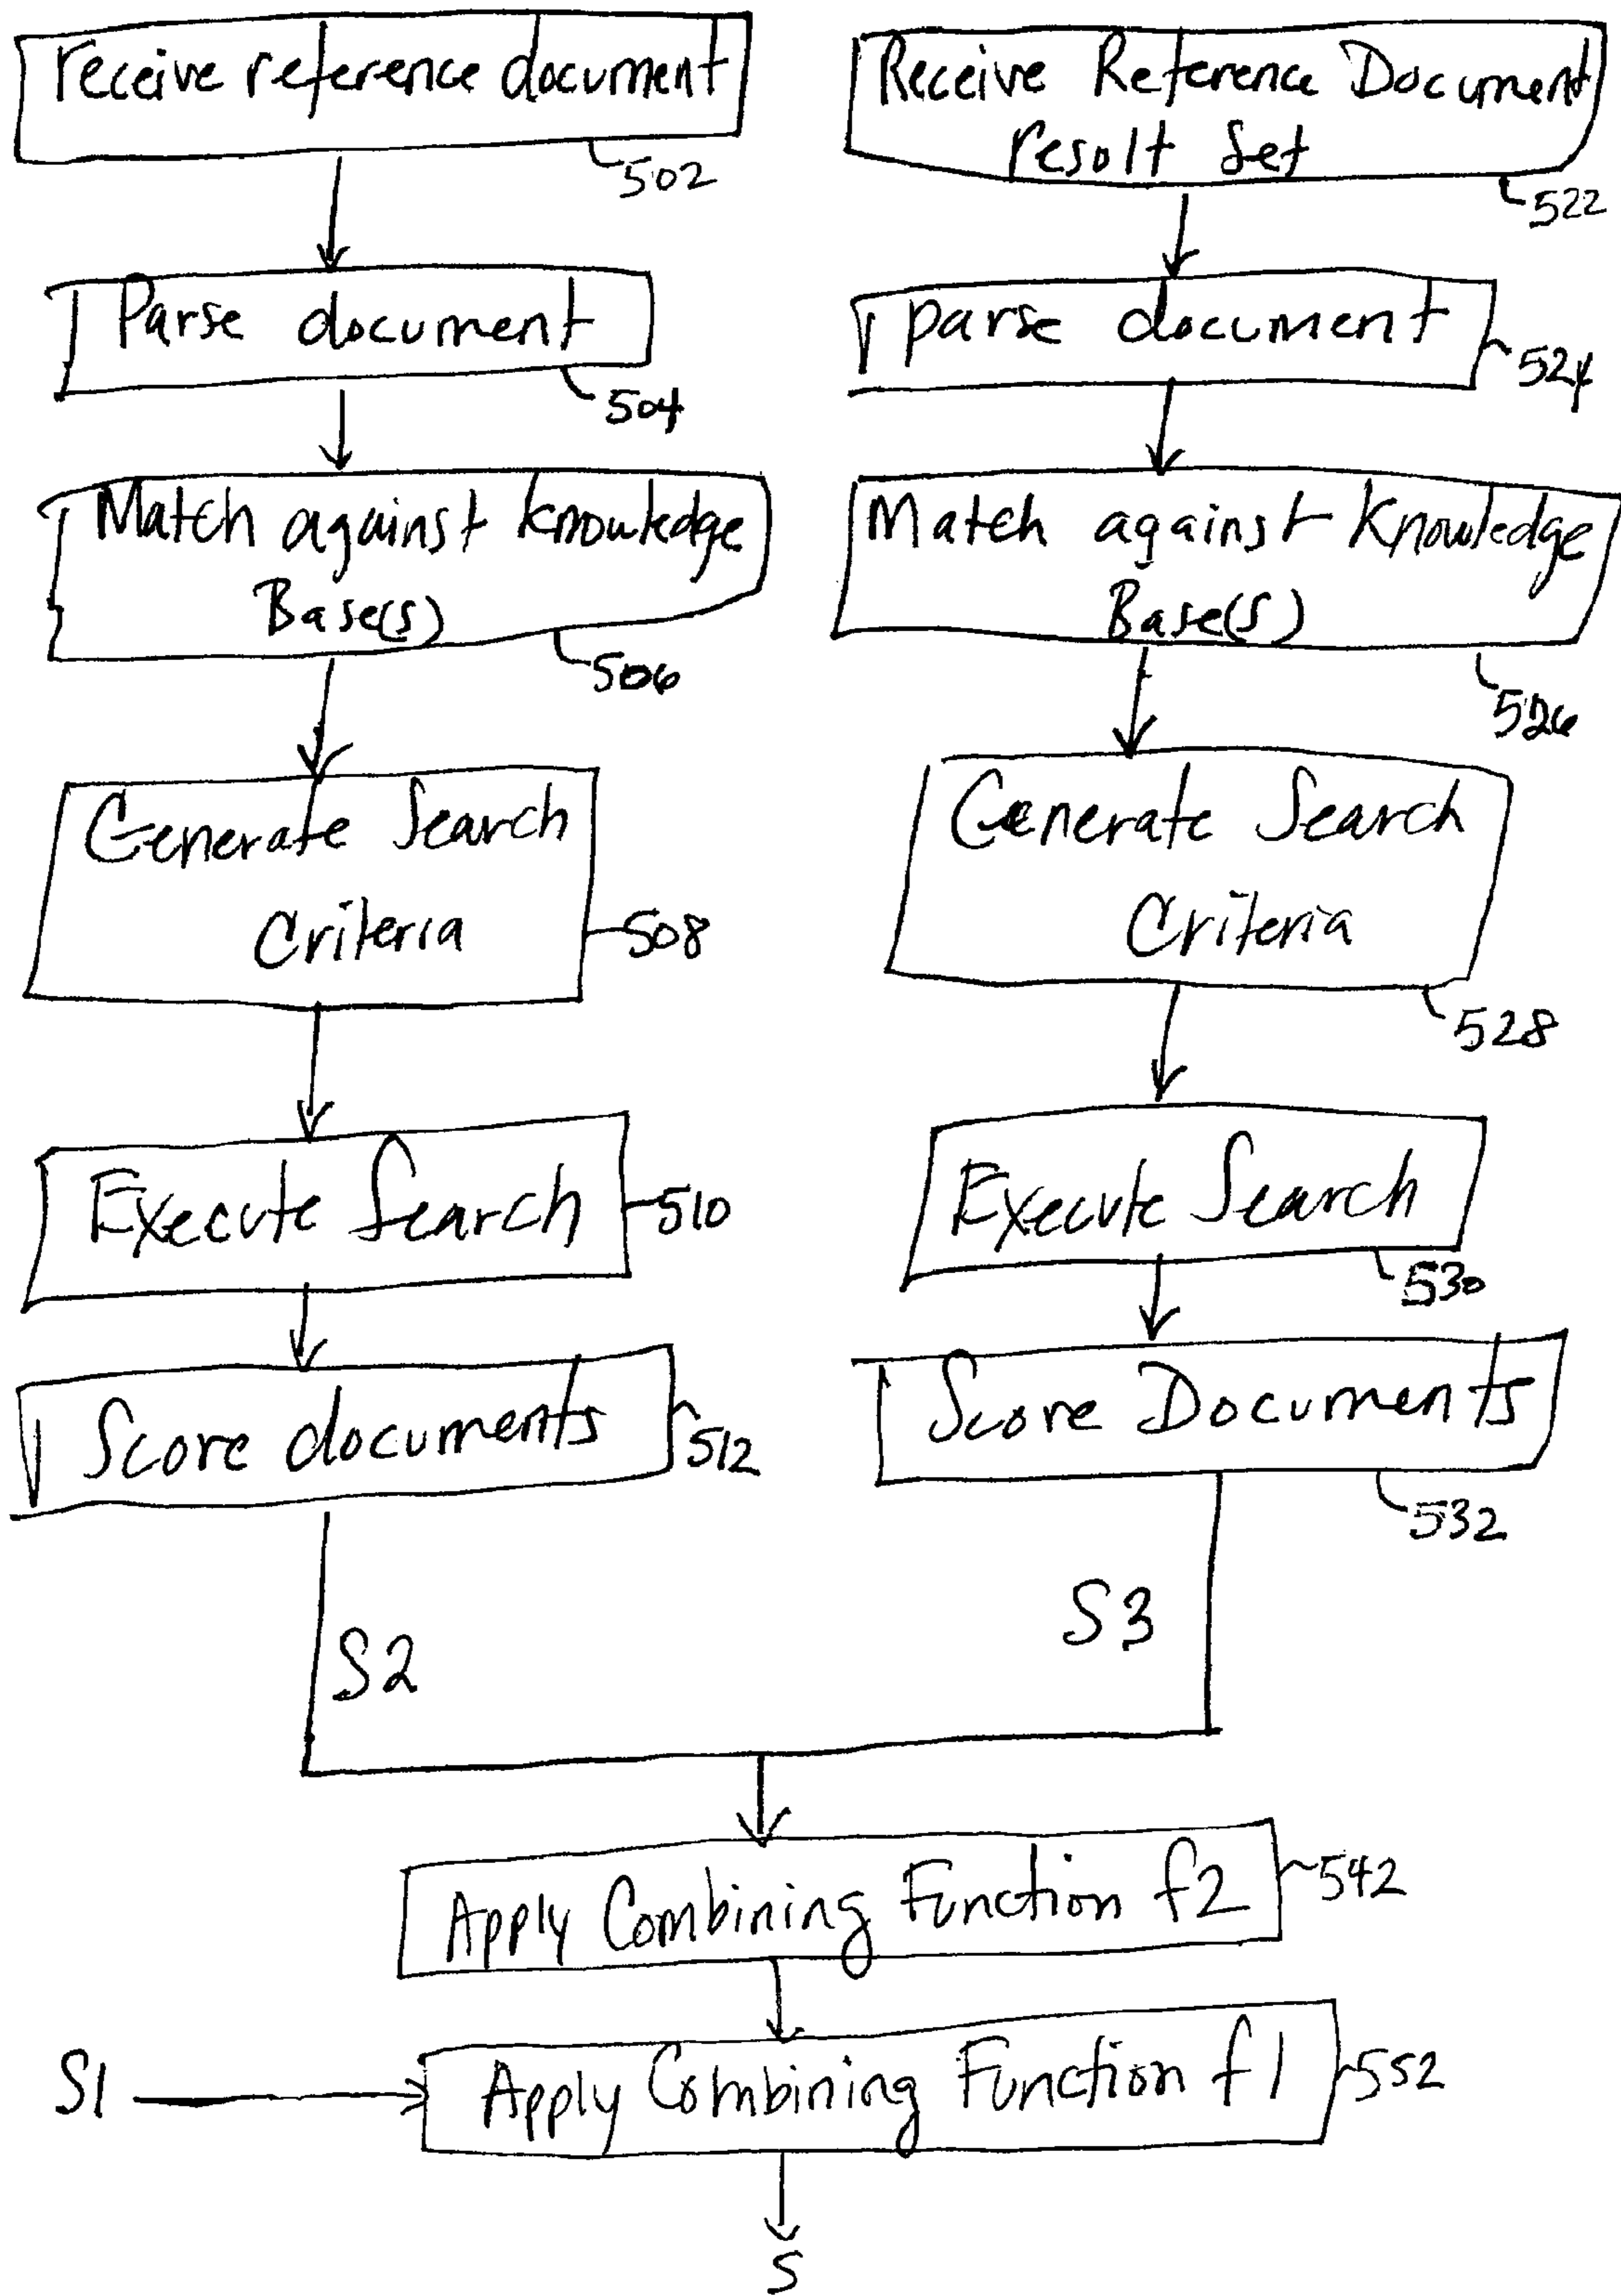 receive reference document
502
Parse document
504
Match against knowledge
Base(s)
506
Generate Search
Criteria
508
Execute Search
510
Score documents
512
S2
Receive Reference Document
resolt Set
522
parse document
524
Match against Knowledge
Base(s)
526
Generate Search
Criteria
528
Execute Search
530
Score Documents
532
S3
Apply Combining Function f2
542
S1
Apply Combining Function f1
552
S